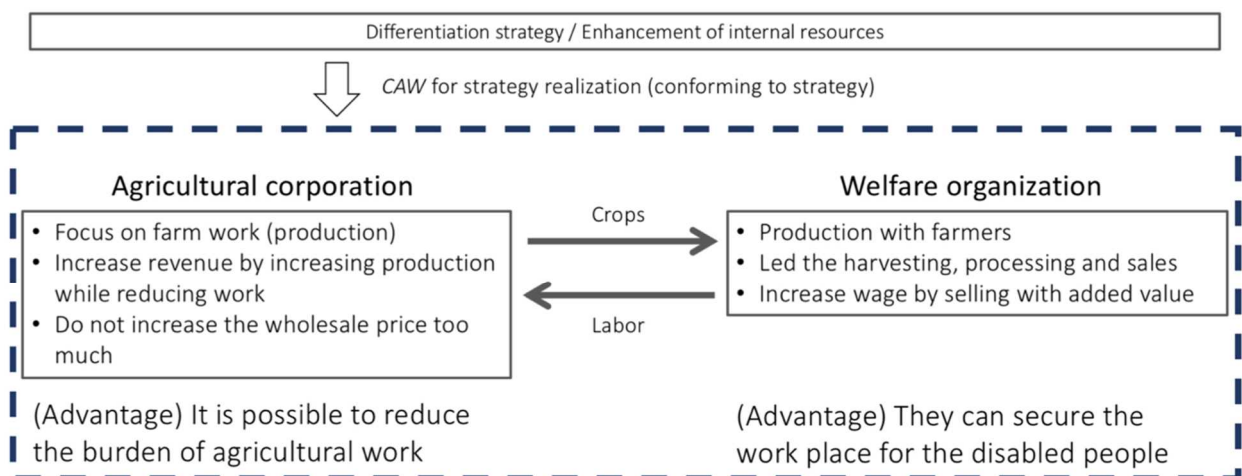 Differentiation strategy / Enhancement of internal resources
CAW for strategy realization (conforming to strategy)
Agricultural corporation
• Focus on farm work (production)
• Increase revenue by increasing production
while reducing work
• Do not increase the wholesale price too
much
(Advantage) It is possible to reduce
the burden of agricultural work
Crops
Labor
Welfare organization
• Production with farmers
• Led the harvesting, processing and sales
• Increase wage by selling with added value
(Advantage) They can secure the
work place for the disabled people